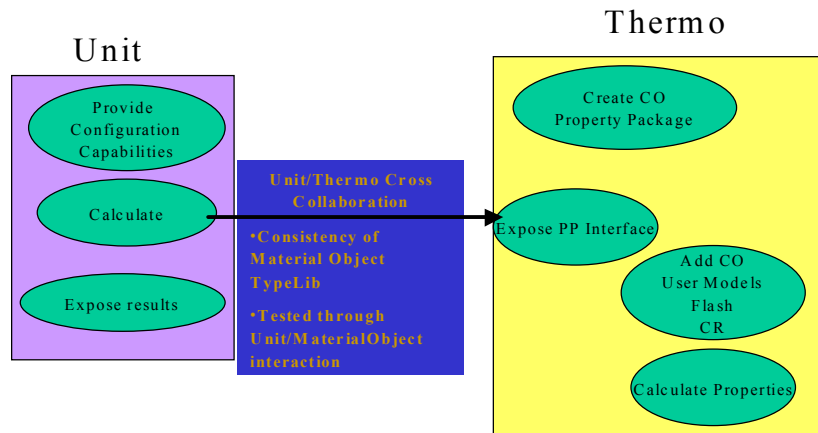 Unit
Provide
Configuration
Capabilities
Calculate
Expose results
Unit/Thermo Cross
Collaboration
•Consistency of
Material Object
TypeLib
•Tested through
Unit/MaterialObject
interaction
Thermo
Create CO
Property Package
Expose PP Interface
Add CO
User Models
Flash
CR
Calculate Properties